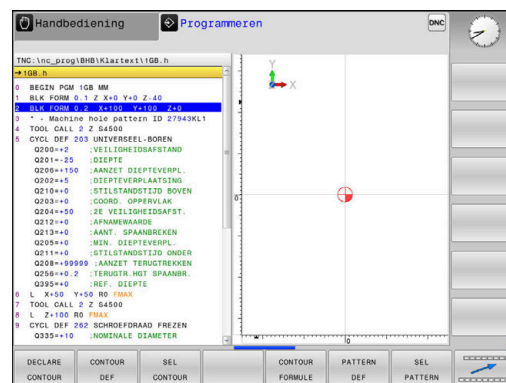 Handbediening
Programmeren
DNC
TNC:\nc_prog\BHB\Klartext\1GB.h
→1GB.h
0 BEGIN PGM 1GB MM
1 BLK FORM 0.1 Z X+0 Y+0 Z-40
2 BLK FORM 0.2 X+100 Y+100 Z+0
3 * - Machine hole pattern ID 27943KL1
4 TOOL CALL 2 Z S4500
5 CYCL DEF 203 UNIVERSEEL-BOREN
Q200=+2 ;VEILIGHEIDSAFSTAND
Q201=-25 ;DIEPTE
Q206=+150 ;AANZET DIEPTEVERPL.
Q202=+5 ;DIEPTEVERPLAATSING
Q210=+0 ;STILSTANDSTIJD BOVEN
Q203=+0 ;COORD. OPPERVLAK
Q204=+50 ;2E VEILIGHEIDSAFST.
Q212=+0 ;AFNAMEWAARDE
Q213=+0 ;AANT. SPAANBREKEN
Q205=+0 ;MIN. DIEPTEVERPL.
Q211=+0 ;STILSTANDSTIJD ONDER
Q208=+99999 ;AANZET TERUGTREKKEN
Q256=+0.2 ;TERUGTR.HGT SPAANBR.
Q395=+0 ;REF. DIEPTE
6 L X+50 Y+50 R0 FMAX
7 TOOL CALL 2 Z S4500
8 L Z+100 R0 FMAX
9 CYCL DEF 262 SCHROEFDRAAD FREZEN
Q335=+10 ;NOMINALE DIAMETER
Y
X
0
0
DECLARE CONTOUR
CONTOUR DEF
SEL CONTOUR
CONTOUR FORMULE
PATTERN DEF
SEL PATTERN